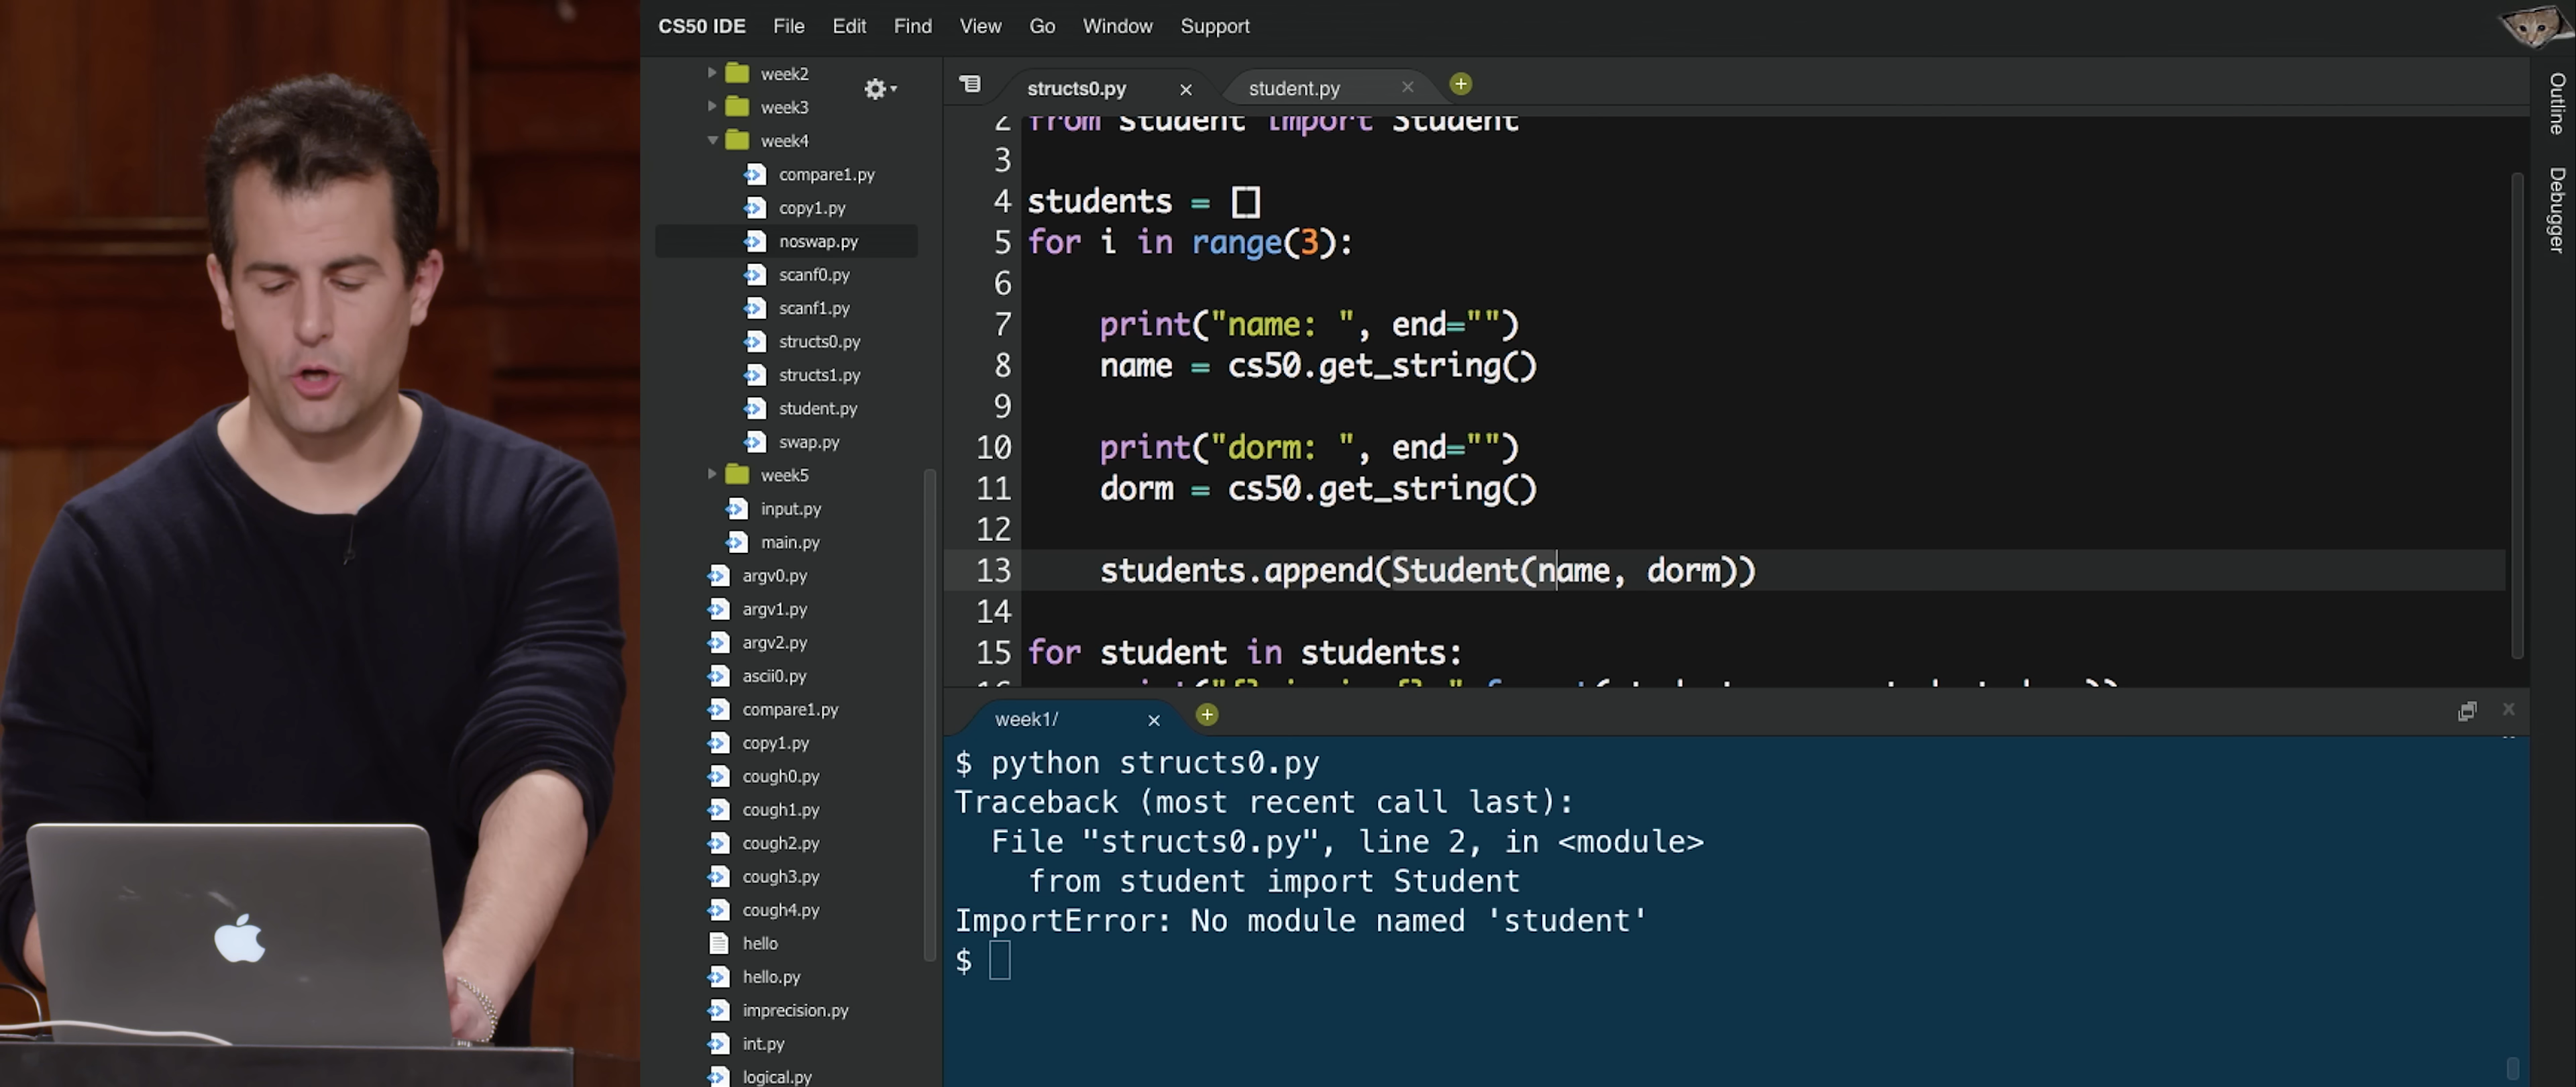 CS50 IDE File Edit Find View Go Window Support
week2
week3
week4
compare1.py
copy1.py
noswap.py
scanf0.py
scanf1.py
structs0.py
structs1.py
student.py
swap.py
week5
input.py
main.py
argv0.py
argv1.py
argv2.py
ascii0.py
compare1.py
copy1.py
cough0.py
cough1.py
cough2.py
cough3.py
cough4.py
hello
hello.py
imprecision.py
int.py
logical.py
structs0.py student.py
2 from student import Student
3
4 students = []
5 for i in range(3):
6
7 print("name: ", end="")
8 name = cs50.get_string()
9
10 print("dorm: ", end="")
11 dorm = cs50.get_string()
12
13 students.append(Student(name, dorm))
14
15 for student in students:
week1/
$ python structs0.py
Traceback (most recent call last):
File "structs0.py", line 2, in <module>
from student import Student
ImportError: No module named 'student'
$
Outline
Debugger